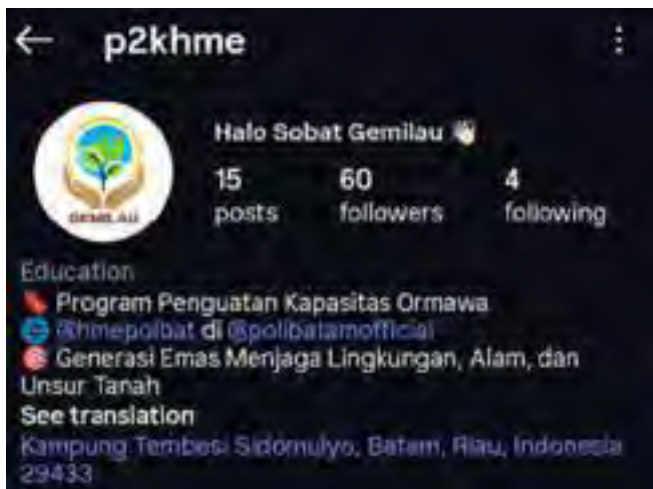 p2khme
GEMILAU
Halo Sobat Gemilau
15 60 4
posts followers following
Education
Program Penguatan Kapasitas Ormawa
@hmepolbat di @polibatamofficial
Generasi Emas Menjaga Lingkungan, Alam, dan
Unsur Tanah
See translation
Kampung Tembesi Sidomulyo, Batam, Riau, Indonesia
29433